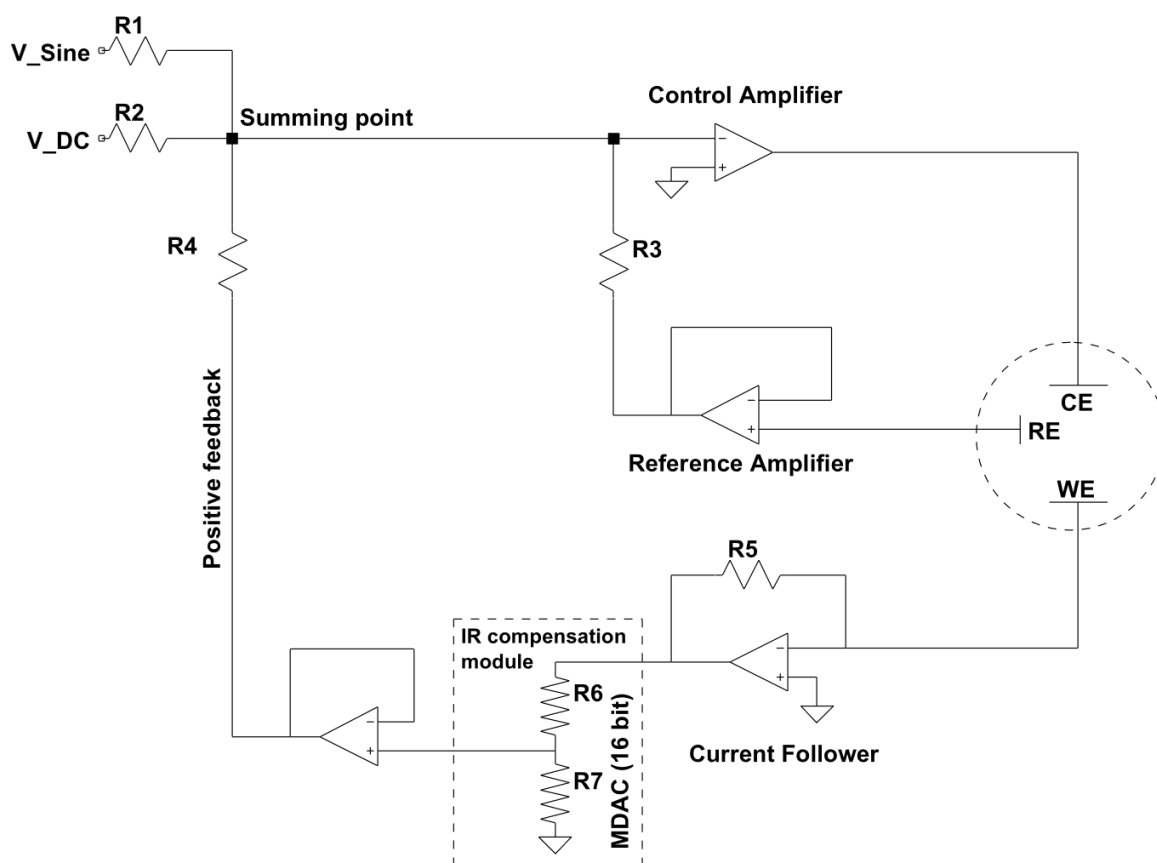 R1
V_Sine
R2
V_DC
Summing point
Control Amplifier
-
+
R4
R3
Positive feedback
-
+
Reference Amplifier
CE
RE
WE
R5
IR compensation
module
-
+
R6
MDAC (16 bit)
Current Follower
-
+
R7